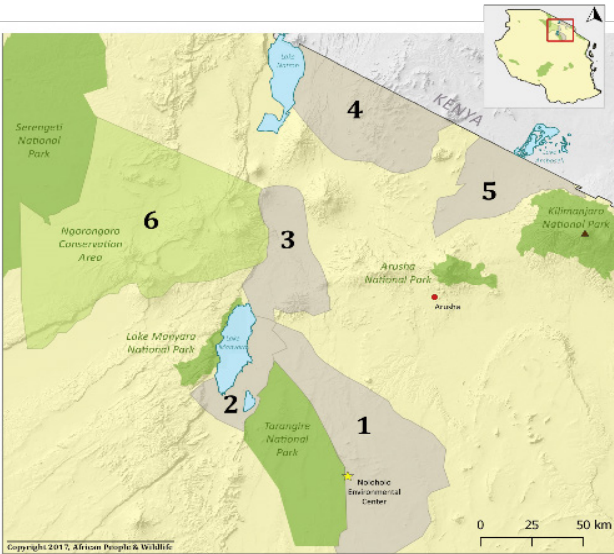 Lake
Natron
KENYA
4
Serengeti
National
Park
Lake
5
Kilimanjaro
National Park
6
Ngorongoro
Conservation
Area
3
Arusha
National Park
Arusha
Lake Manyara
National Park
Lake
Manyara
2
1
Tarangire
National
Park
Noloholo
Environmental
Center
0 25 50 km
Copyright 2017, African People & Wildlife